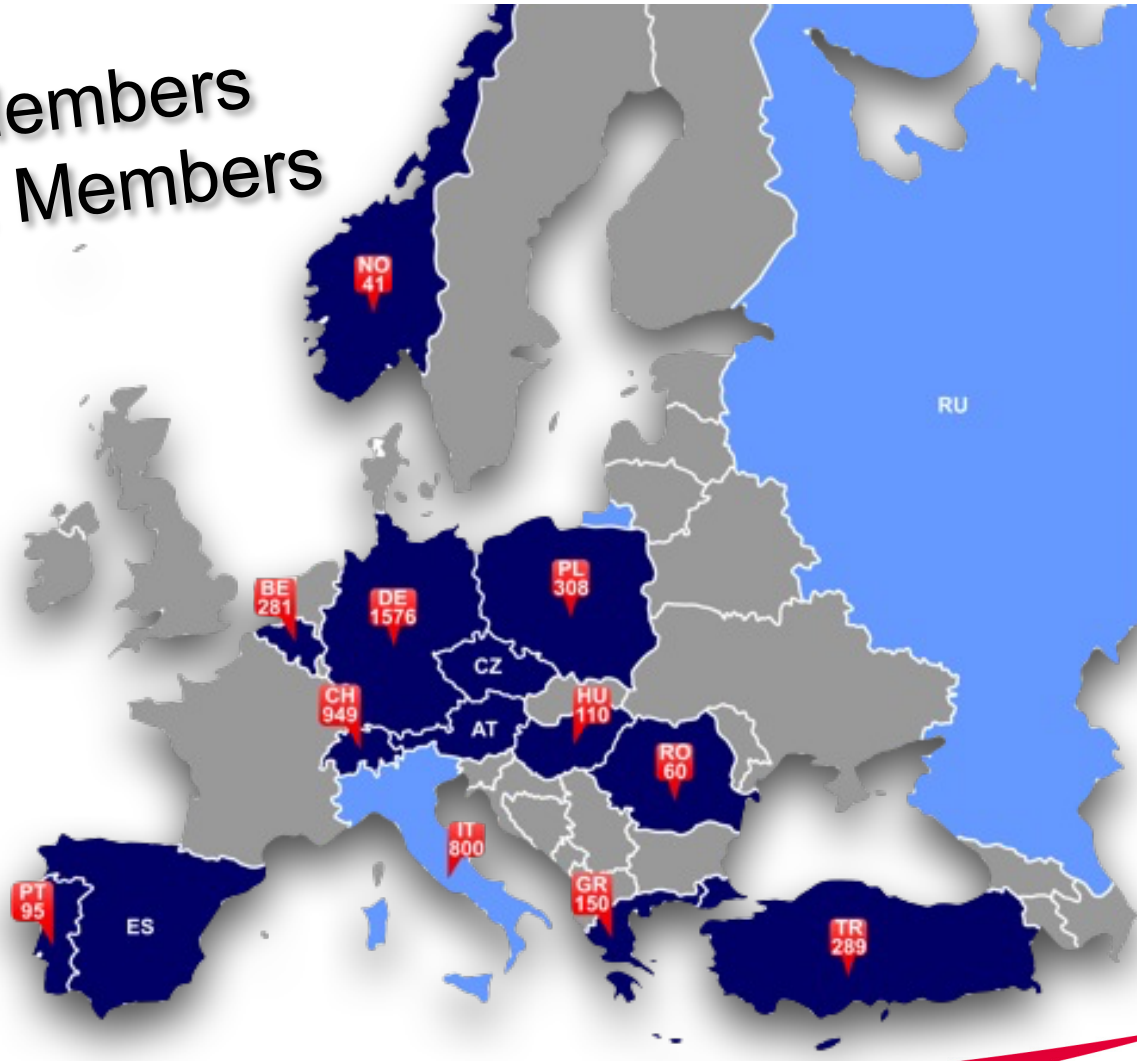 Members
Members
NO
41
RU
BE
281
DE
1576
PL
308
CZ
CH
949
HU
110
AT
RO
60
IT
800
PT
95
ES
GR
150
TR
289